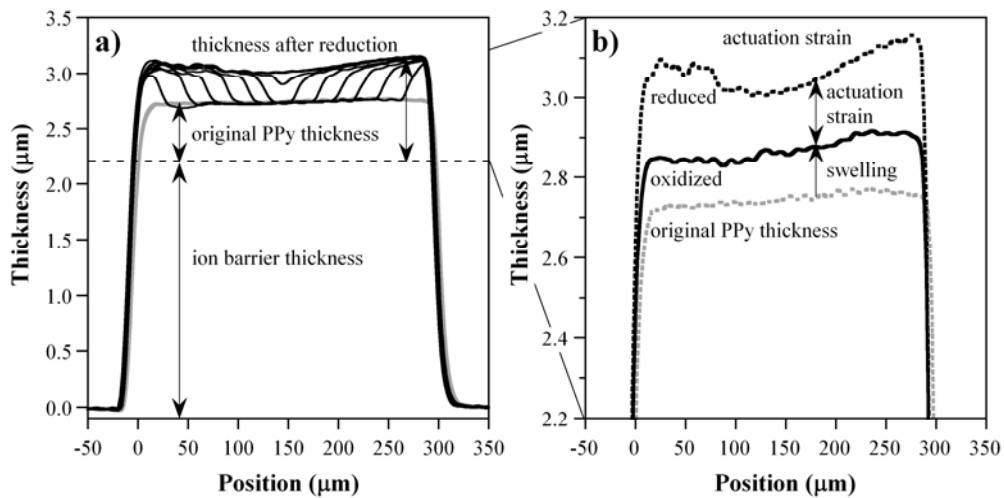 a)
thickness after reduction
original PPy thickness
ion barrier thickness
3.5
3.0
2.5
2.0
1.5
1.0
0.5
0.0
Thickness (μm)
-50 0 50 100 150 200 250 300 350
Position (μm)
b)
actuation strain
reduced
actuation
strain
oxidized
swelling
original PPy thickness
3.2
3.0
2.8
2.6
2.4
2.2
Thickness (μm)
-50 0 50 100 150 200 250 300 350
Position (μm)